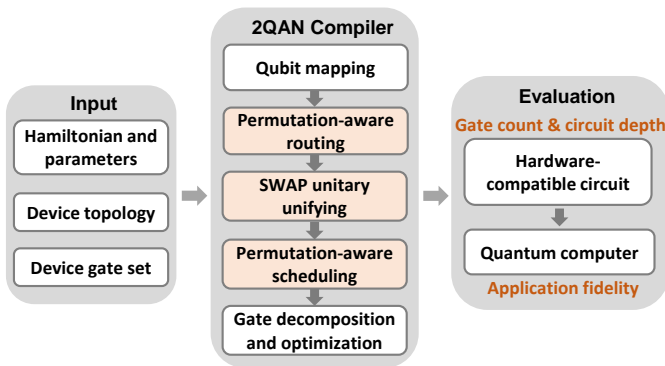 Input
Hamiltonian and
parameters
Device topology
Device gate set
2QAN Compiler
Qubit mapping
Permutation-aware
routing
SWAP unitary
unifying
Permutation-aware
scheduling
Gate decomposition
and optimization
Evaluation
Gate count & circuit depth
Hardware-
compatible circuit
Quantum computer
Application fidelity